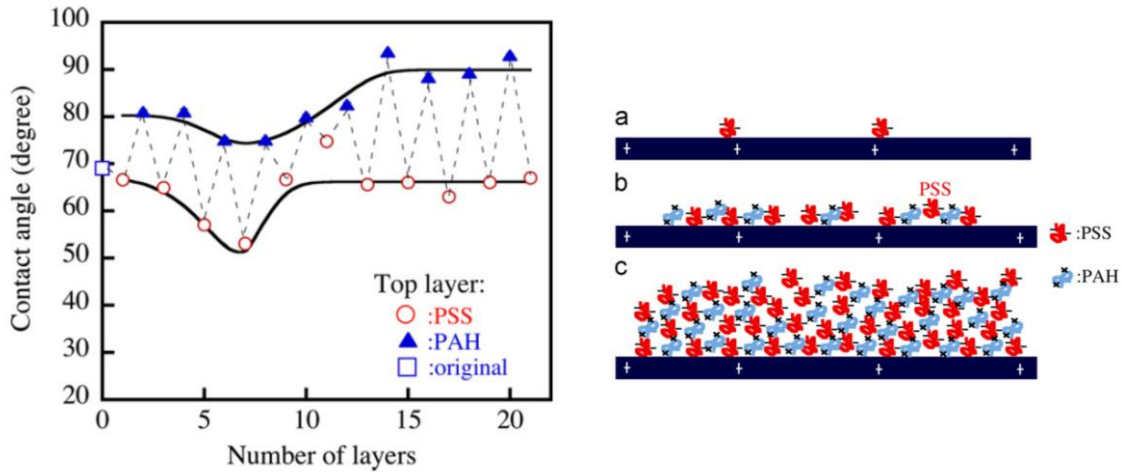 100
90
80
70
60
50
40
30
20
0
5
10
15
20
Contact angle (degree)
Number of layers
Top layer:
:PSS
:PAH
:original
a
+ + + +
b
PSS
+ + + +
c
+ + + +
:PSS
:PAH